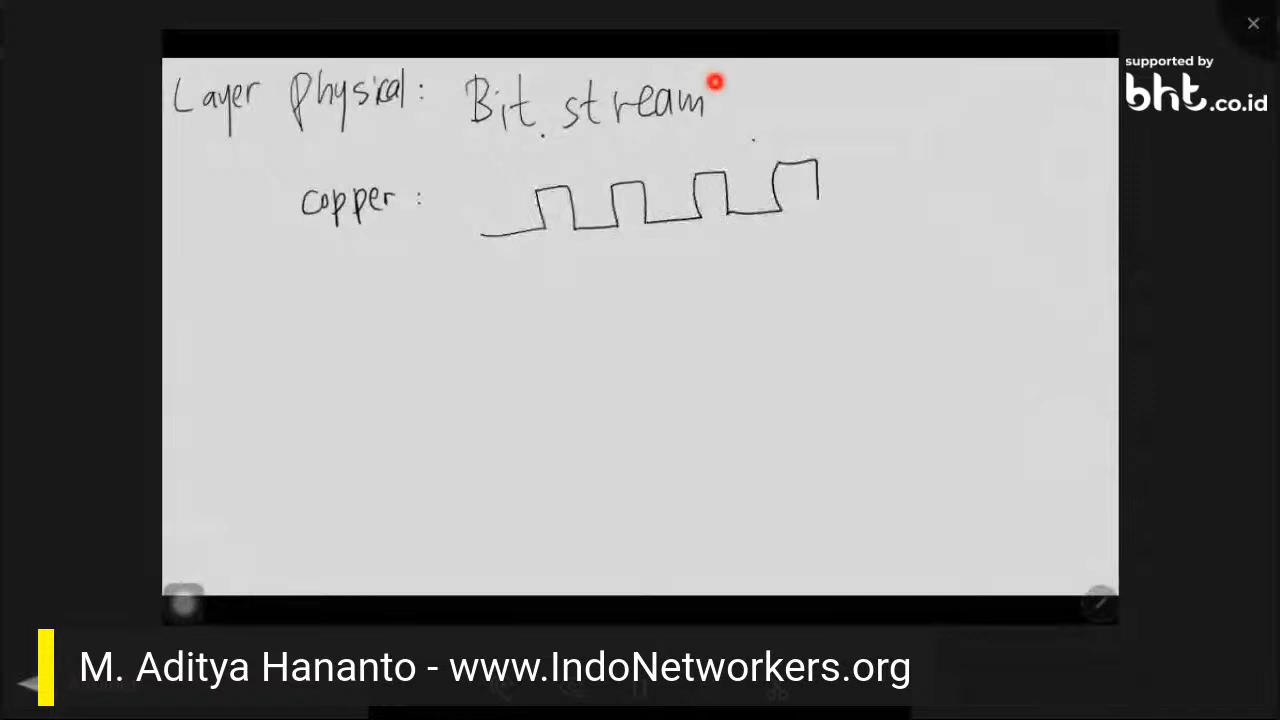 supported by
bht.co.id
Layer Physical : Bit stream
copper :
M. Aditya Hananto - www.IndoNetworkers.org